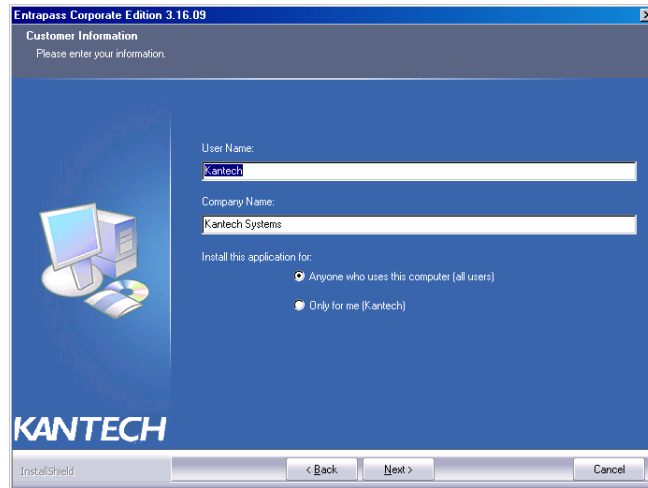 Entrapass Corporate Edition 3.16.09
Customer Information
Please enter your information.
User Name:
Kantech
Company Name:
Kantech Systems
Install this application for:
Anyone who uses this computer (all users)
Only for me (Kantech)
KANTECH
InstallShield
< Back
Next >
Cancel